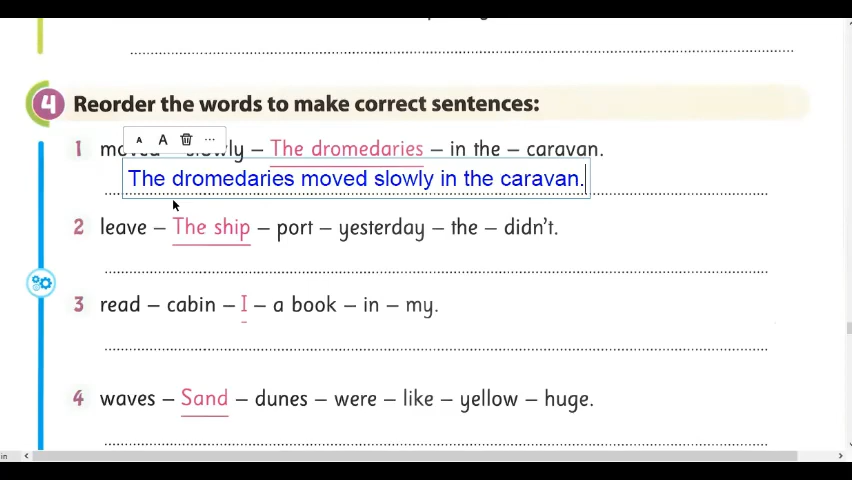 4 Reorder the words to make correct sentences:
A A ...
1 moved – slowly – The dromedaries – in the – caravan.
The dromedaries moved slowly in the caravan.
2 leave – The ship – port – yesterday – the – didn't.
3 read – cabin – I – a book – in – my.
4 waves – Sand – dunes – were – like – yellow – huge.
in